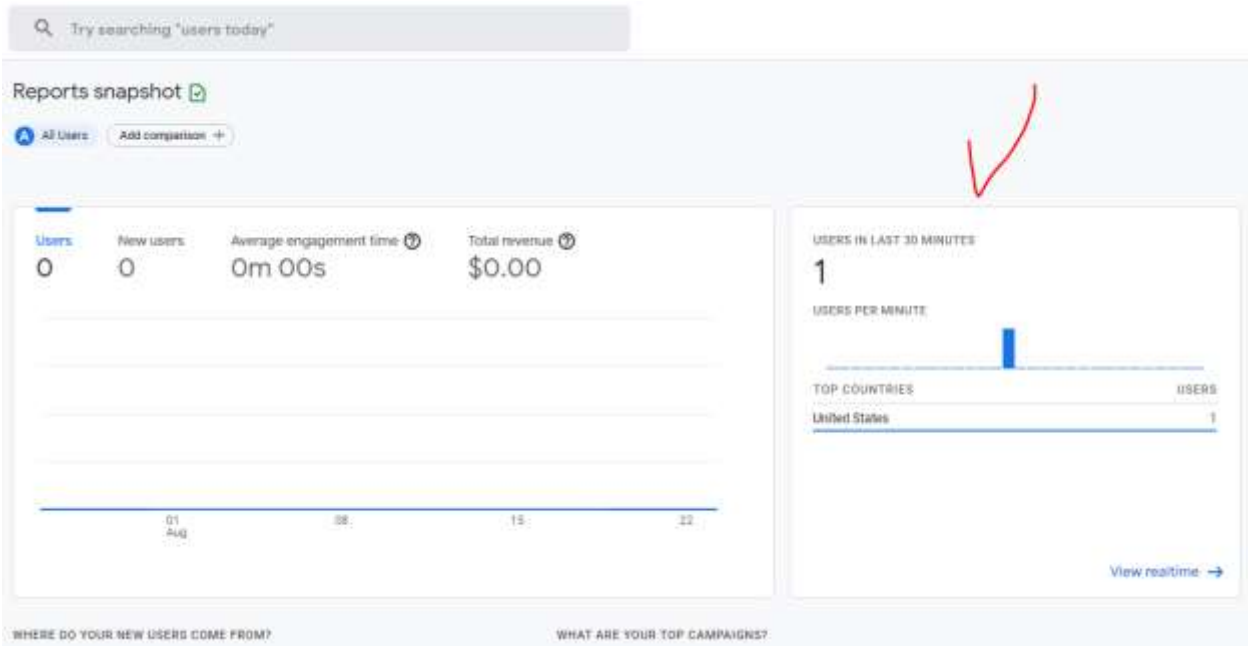 Try searching "users today"
Reports snapshot
A All Users Add comparison +
Users New users Average engagement time Total revenue
0 0 0m 00s $0.00
01 08 15 22
Aug
USERS IN LAST 30 MINUTES
1
USERS PER MINUTE
TOP COUNTRIES USERS
United States 1
View realtime
WHERE DO YOUR NEW USERS COME FROM?
WHAT ARE YOUR TOP CAMPAIGNS?